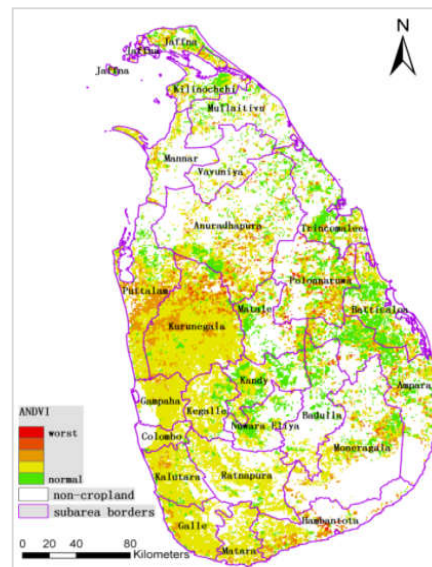 N
Jaffna
Jaffna
Jaffna
Kilinochchi
Mullaitivu
Mannar
Vavuniya
Anuradhapura
Trincomalee
Puttalam
Polonnaruwa
Matale
Batticaloa
Kurunegala
Kandy
Ampara
Gampaha
Kegalle
Nuwara Eliya
Badulla
Colombo
Moneragala
Kalutara
Ratnapura
Hambantota
Galle
Matara
ANDVI
worst
normal
non-cropland
subarea borders
0 20 40 80
Kilometers